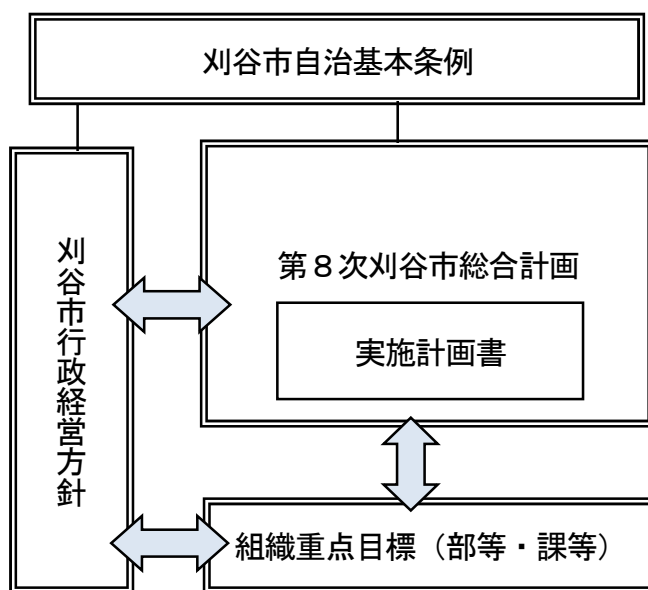 刈谷市自治基本条例
刈谷市行政経営方針
第８次刈谷市総合計画
実施計画書
組織重点目標（部等・課等）